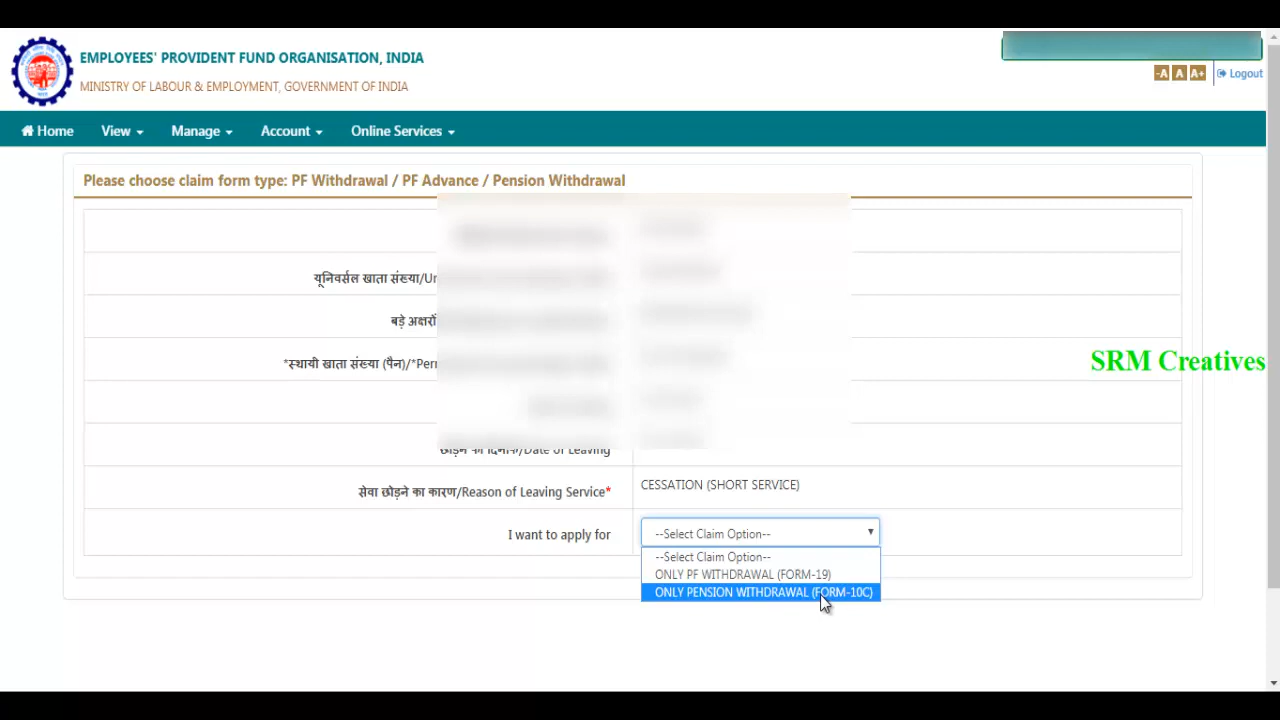 EMPLOYEES' PROVIDENT FUND ORGANISATION, INDIA
MINISTRY OF LABOUR & EMPLOYMENT, GOVERNMENT OF INDIA
-A A A+ Logout
Home View Manage Account Online Services
Please choose claim form type: PF Withdrawal / PF Advance / Pension Withdrawal
यूनिवर्सल खाता संख्या/Un
बड़े अक्षरों
*स्थायी खाता संख्या (पैन)/*Perm
SRM Creatives
छोड़ने का दिनांक/Date of Leaving
सेवा छोड़ने का कारण/Reason of Leaving Service* CESSATION (SHORT SERVICE)
I want to apply for --Select Claim Option--
--Select Claim Option--
ONLY PF WITHDRAWAL (FORM-19)
ONLY PENSION WITHDRAWAL (FORM-10C)